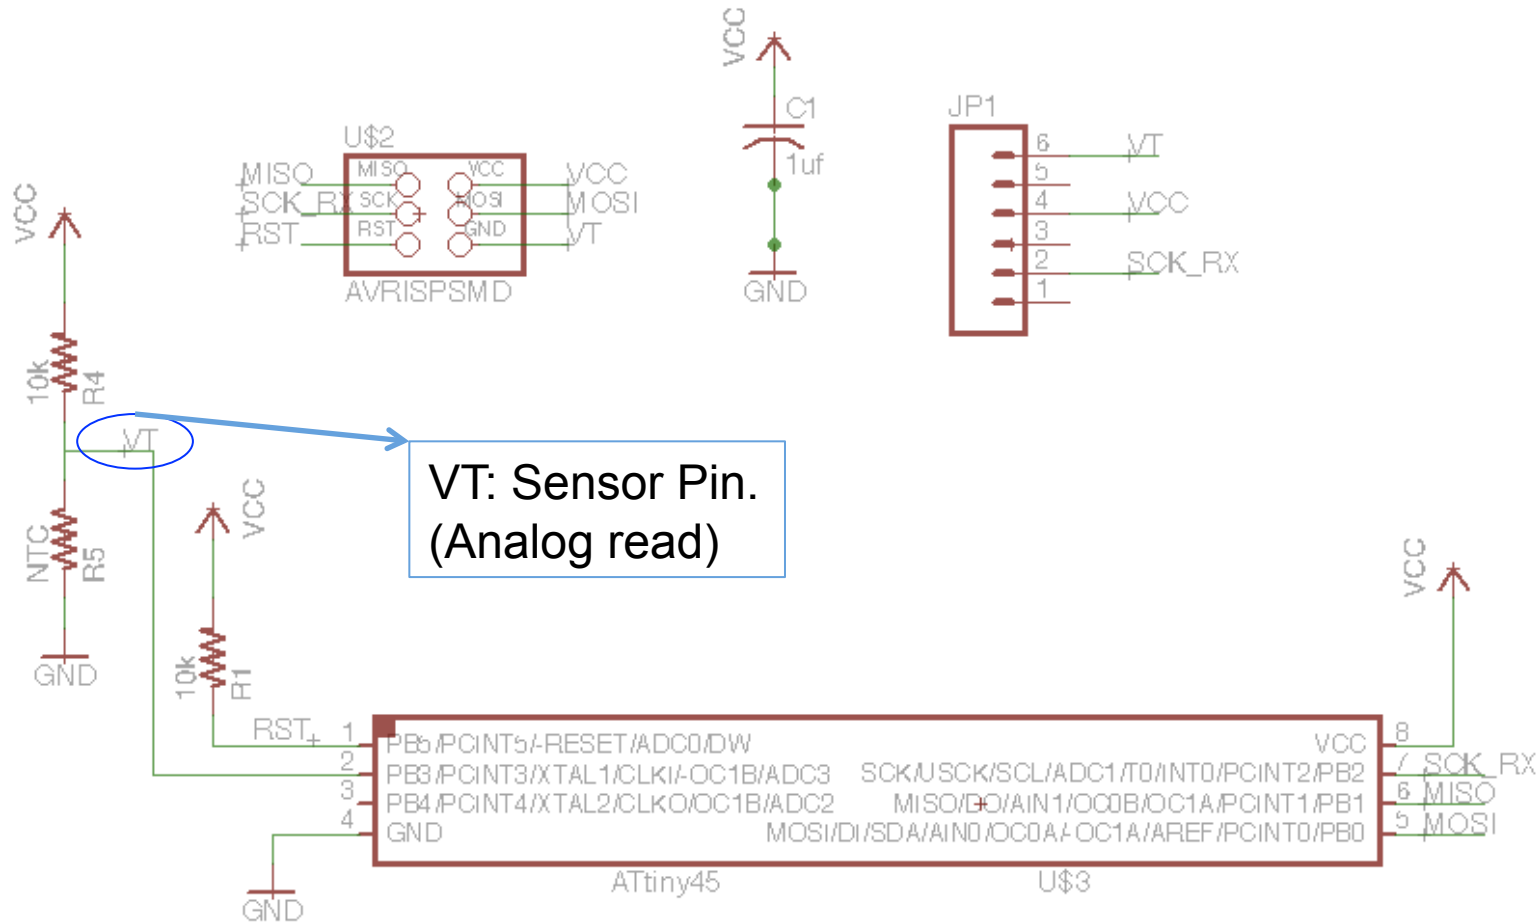 VCC
C1
1uf
GND
JP1
6
VT
5
4
VCC
3
2
SCK_RX
1
U$2
MISO
MISO
VCC
VCC
SCK_RX
SCK
MOSI
MOSI
RST
RST
GND
VT
AVRISPSMD
VCC
10k
R4
VT
NTC
R5
GND
VT: Sensor Pin.
(Analog read)
VCC
10k
R1
VCC
RST
1
PB5/PCINT5/-RESET/ADC0/DW
VCC
8
2
PB3/PCINT3/XTAL1/CLKI/-OC1B/ADC3
SCK/USCK/SCL/ADC1/T0/INT0/PCINT2/PB2
7
SCK_RX
3
PB4/PCINT4/XTAL2/CLKO/OC1B/ADC2
MISO/DO/AIN1/OC0B/OC1A/PCINT1/PB1
6
MISO
4
GND
MOSI/DI/SDA/AIN0/OC0A/-OC1A/AREF/PCINT0/PB0
5
MOSI
ATtiny45
U$3
GND